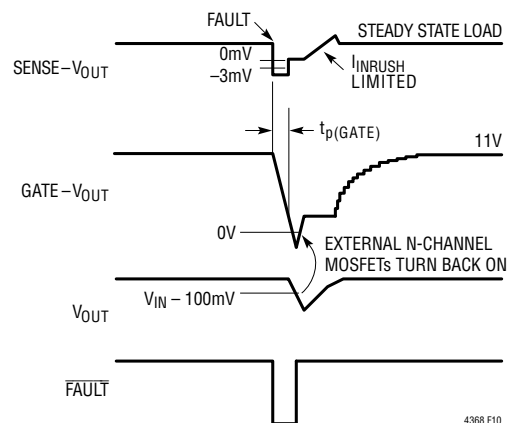 FAULT
STEADY STATE LOAD
0mV
SENSE–VOUT
–3mV
IINRUSH
LIMITED
tp(GATE)
11V
GATE–VOUT
0V
EXTERNAL N-CHANNEL
MOSFETs TURN BACK ON
VIN – 100mV
VOUT
FAULT
4368 F10